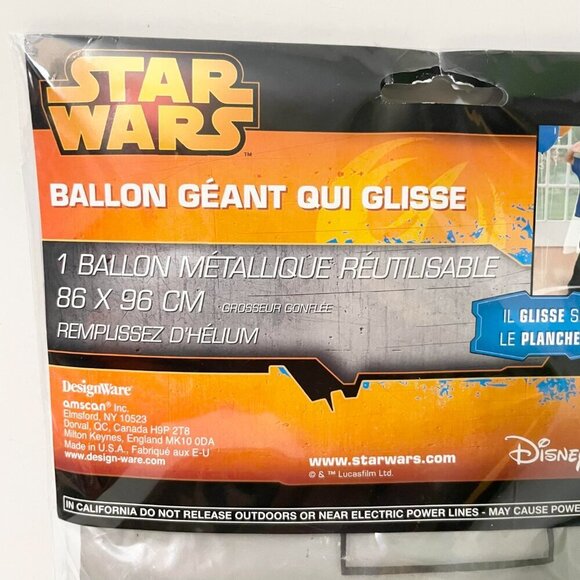 STAR
WARS
™
BALLON GÉANT QUI GLISSE
1 BALLON MÉTALLIQUE RÉUTILISABLE
86 X 96 CM GROSSEUR GONFLÉE
REMPLISSEZ D'HÉLIUM
IL GLISSE S
LE PLANCHE
DesignWare®
amscan® Inc.
Elmsford, NY 10523
Dorval, QC, Canada H9P 2T8
Milton Keynes, England MK10 0DA
Made in U.S.A., Fabriqué aux E-U
www.design-ware.com
www.starwars.com
© & ™ Lucasfilm Ltd.
Disne
IN CALIFORNIA DO NOT RELEASE OUTDOORS OR NEAR ELECTRIC POWER LINES - MAY CAUSE POWE